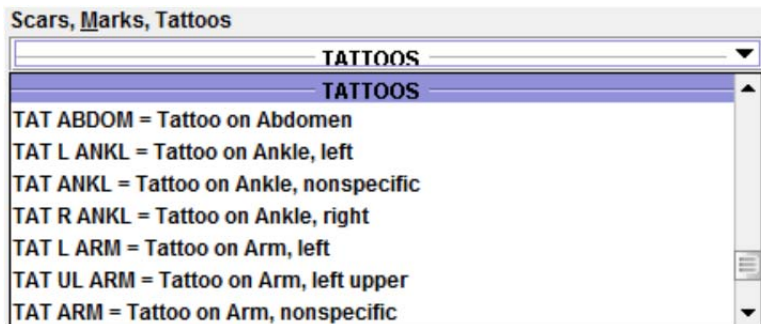 Scars, Marks, Tattoos
TATTOOS
TATTOOS
TAT ABDOM = Tattoo on Abdomen
TAT L ANKL = Tattoo on Ankle, left
TAT ANKL = Tattoo on Ankle, nonspecific
TAT R ANKL = Tattoo on Ankle, right
TAT L ARM = Tattoo on Arm, left
TAT UL ARM = Tattoo on Arm, left upper
TAT ARM = Tattoo on Arm, nonspecific